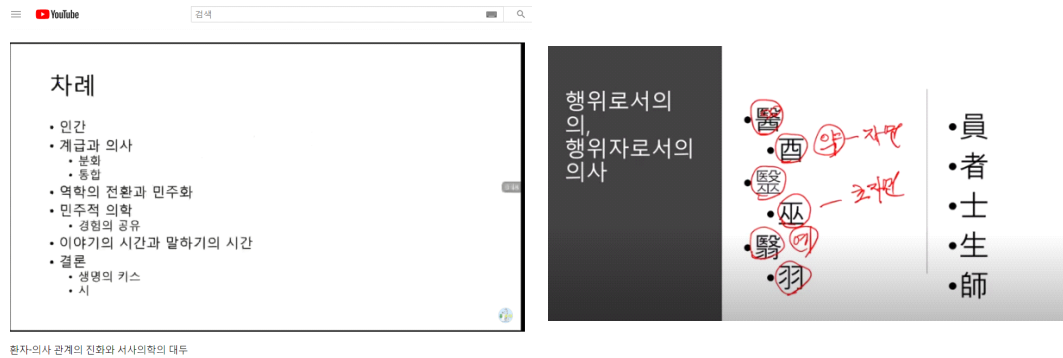 YouTube
검색
차례
• 인간
• 계급과 의사
• 분화
• 통합
• 역학의 전환과 민주화
• 민주적 의학
• 경험의 공유
• 이야기의 시간과 말하기의 시간
• 결론
• 생명의 키스
• 시
환자-의사 관계의 진화와 서사의학의 대두
행위로서의
의,
행위자로서의
의사
• 醫
• 酉 약 - 자연
• 毉
• 巫 - 초자연
• 翳 예
• 羽
• 員
• 者
• 士
• 生
• 師